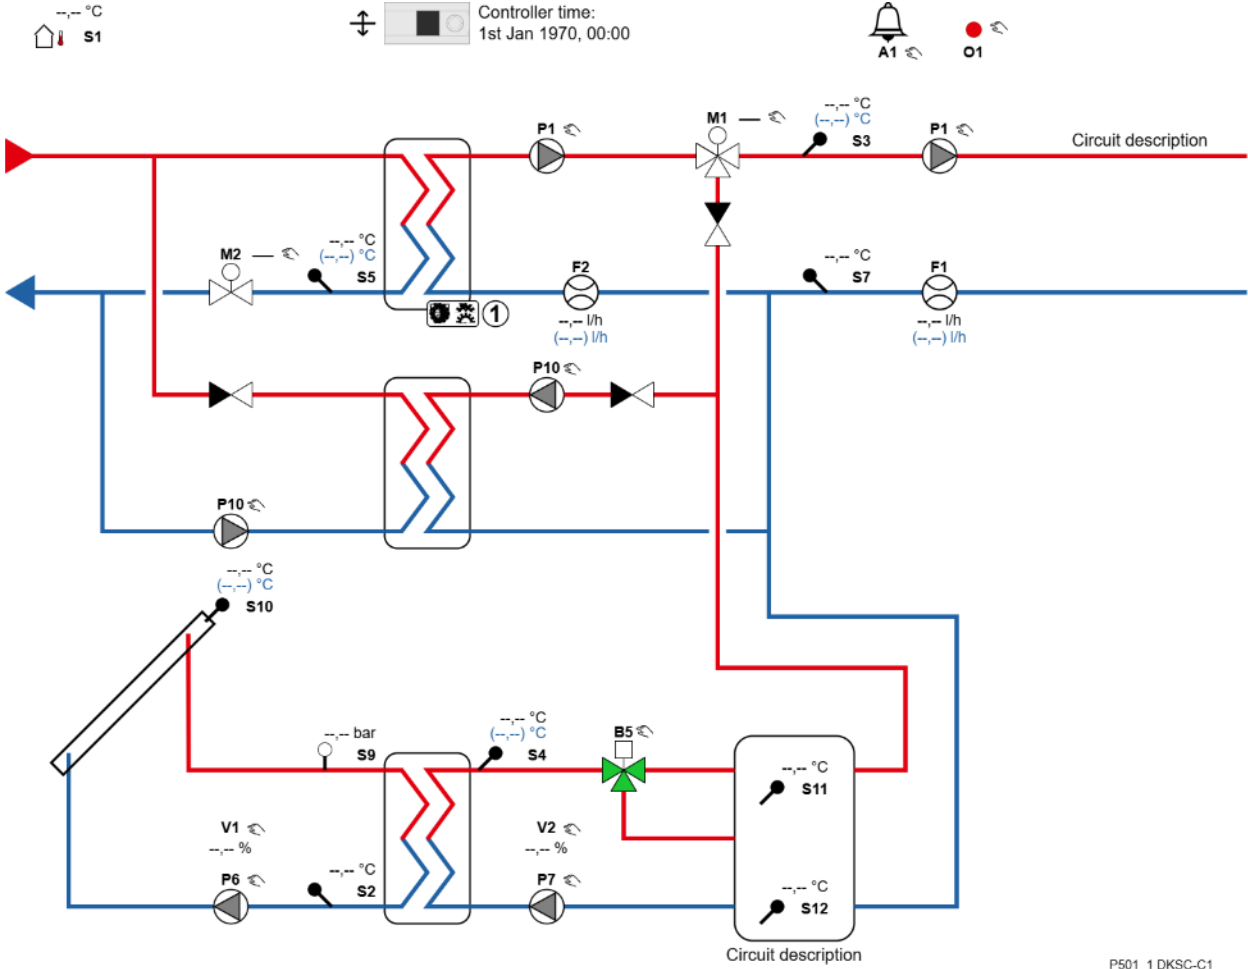 --,-- °C
S1
Controller time:
1st Jan 1970, 00:00
A1
O1
P1
M1
--,-- °C
(--,--) °C
S3
P1
Circuit description
M2
--,-- °C
(--,--) °C
S5
F2
--,-- l/h
(--,--) l/h
--,-- °C
S7
F1
--,-- l/h
(--,--) l/h
1
P10
P10
--,-- °C
(--,--) °C
S10
--,-- bar
S9
--,-- °C
(--,--) °C
S4
B5
--,-- °C
S11
V1
--,-- %
P6
--,-- °C
S2
V2
--,-- %
P7
--,-- °C
S12
Circuit description
P501_1 DKSC-C1